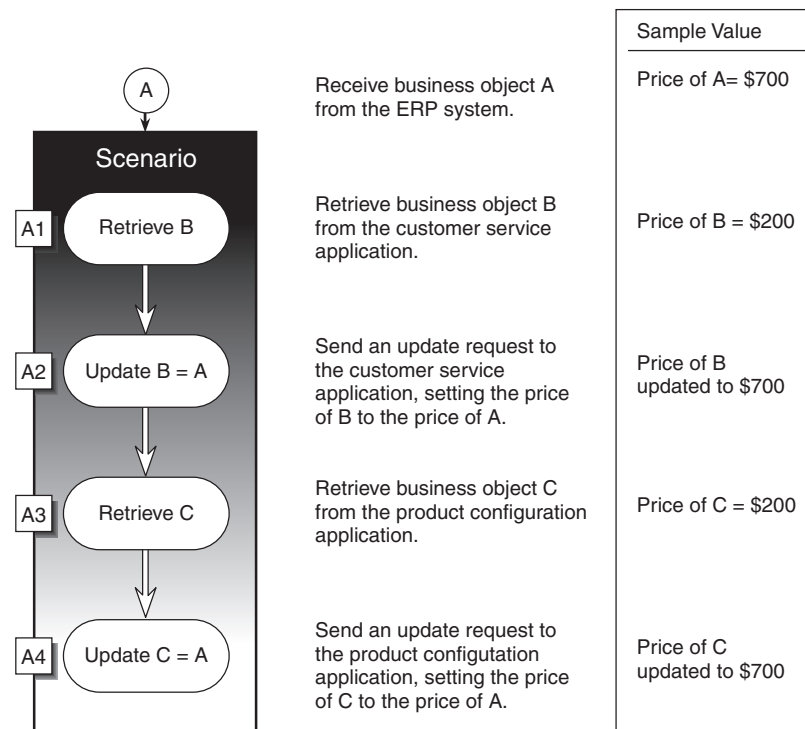 Sample Value
A
Receive business object A
from the ERP system.
Price of A= $700
Scenario
A1
Retrieve B
Retrieve business object B
from the customer service
application.
Price of B = $200
A2
Update B = A
Send an update request to
the customer service
application, setting the price
of B to the price of A.
Price of B
updated to $700
A3
Retrieve C
Retrieve business object C
from the product configuration
application.
Price of C = $200
A4
Update C = A
Send an update request to
the product configutation
application, setting the price
of C to the price of A.
Price of C
updated to $700